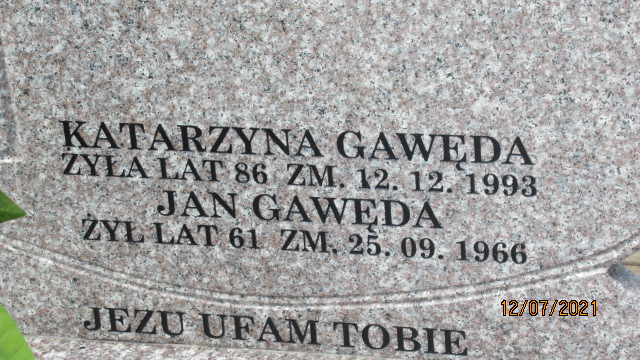 KATARZYNA GAWĘDA
ŻYŁA LAT 86 ZM. 12. 12. 1993
JAN GAWĘDA
ŻYŁ LAT 61 ZM. 25. 09. 1966
JEZU UFAM TOBIE
12/07/2021